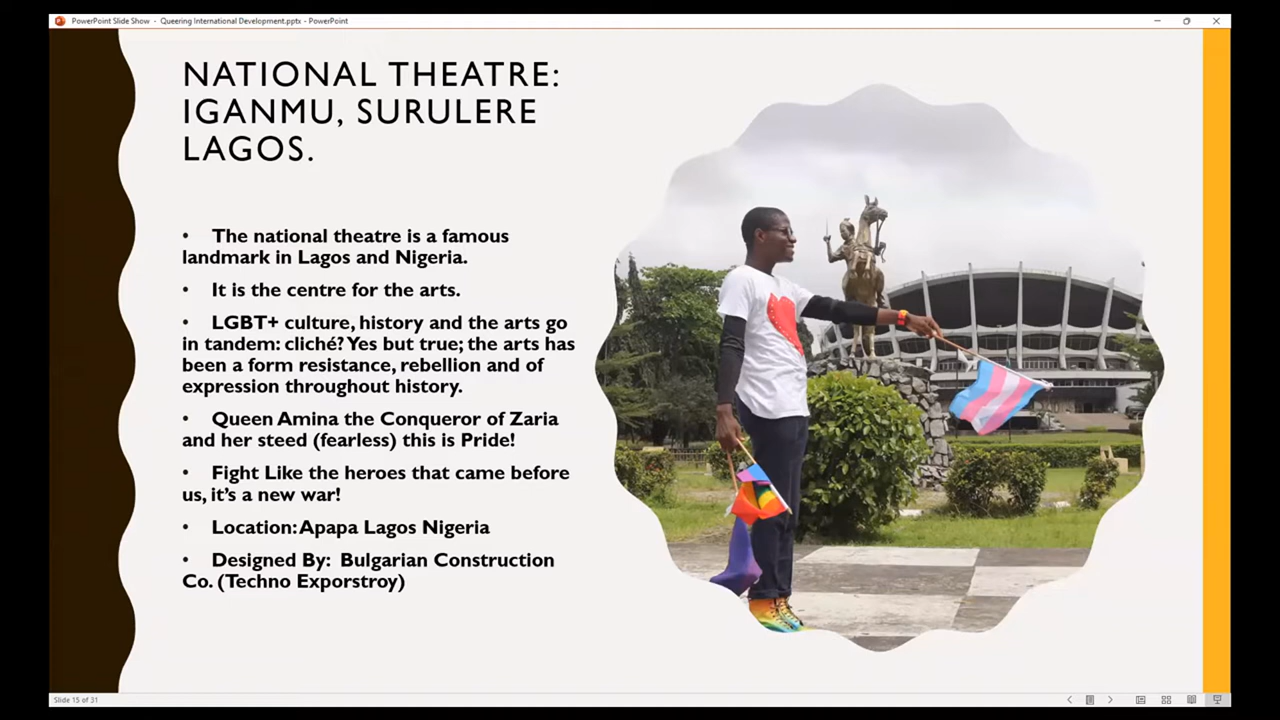 PowerPoint Slide Show - Queering International Development.pptx - PowerPoint
NATIONAL THEATRE:
IGANMU, SURULERE
LAGOS.
• The national theatre is a famous
landmark in Lagos and Nigeria.
• It is the centre for the arts.
• LGBT+ culture, history and the arts go
in tandem: cliché? Yes but true; the arts has
been a form resistance, rebellion and of
expression throughout history.
• Queen Amina the Conqueror of Zaria
and her steed (fearless) this is Pride!
• Fight Like the heroes that came before
us, it's a new war!
• Location: Apapa Lagos Nigeria
• Designed By: Bulgarian Construction
Co. (Techno Exporstroy)
Slide 15 of 31